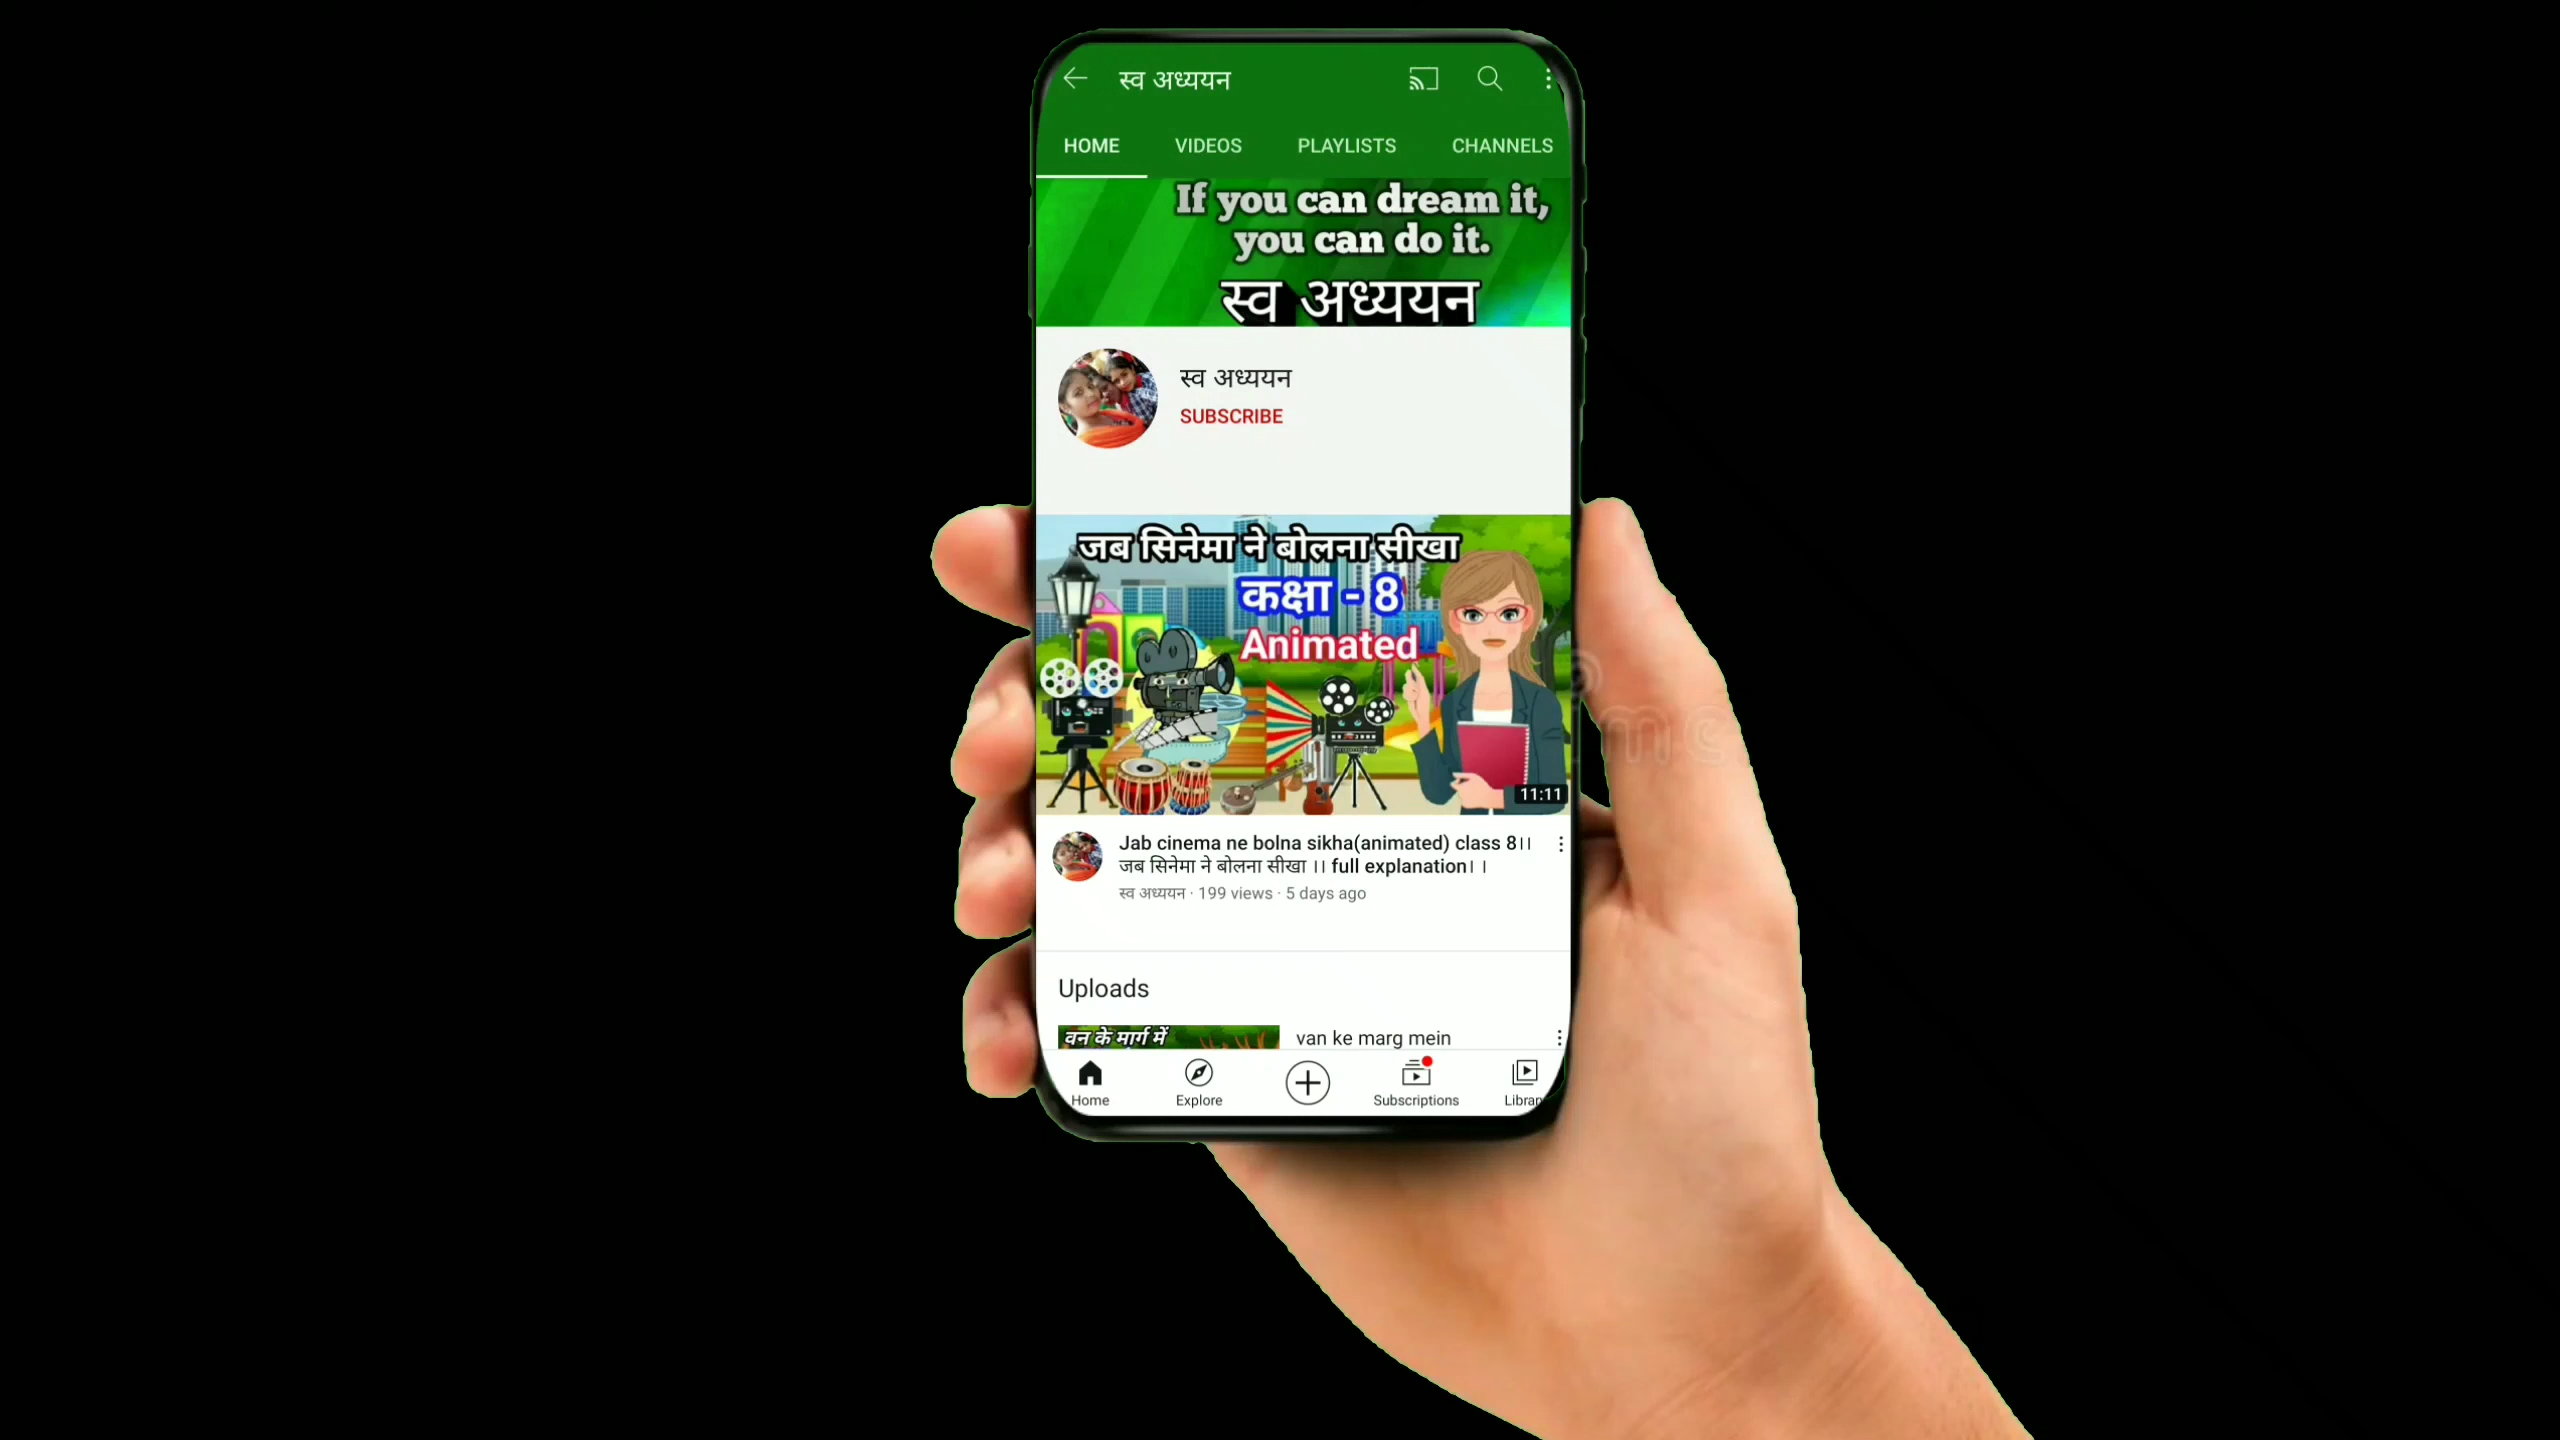 स्व अध्ययन
HOME VIDEOS PLAYLISTS CHANNELS
If you can dream it,
you can do it.
स्व अध्ययन
स्व अध्ययन
SUBSCRIBE
जब सिनेमा ने बोलना सीखा
कक्षा - 8
Animated
11:11
Jab cinema ne bolna sikha(animated) class 8।।
जब सिनेमा ने बोलना सीखा ।। full explanation। ।
स्व अध्ययन · 199 views · 5 days ago
Uploads
वन के मार्ग में
van ke marg mein
Home Explore Subscriptions Librar